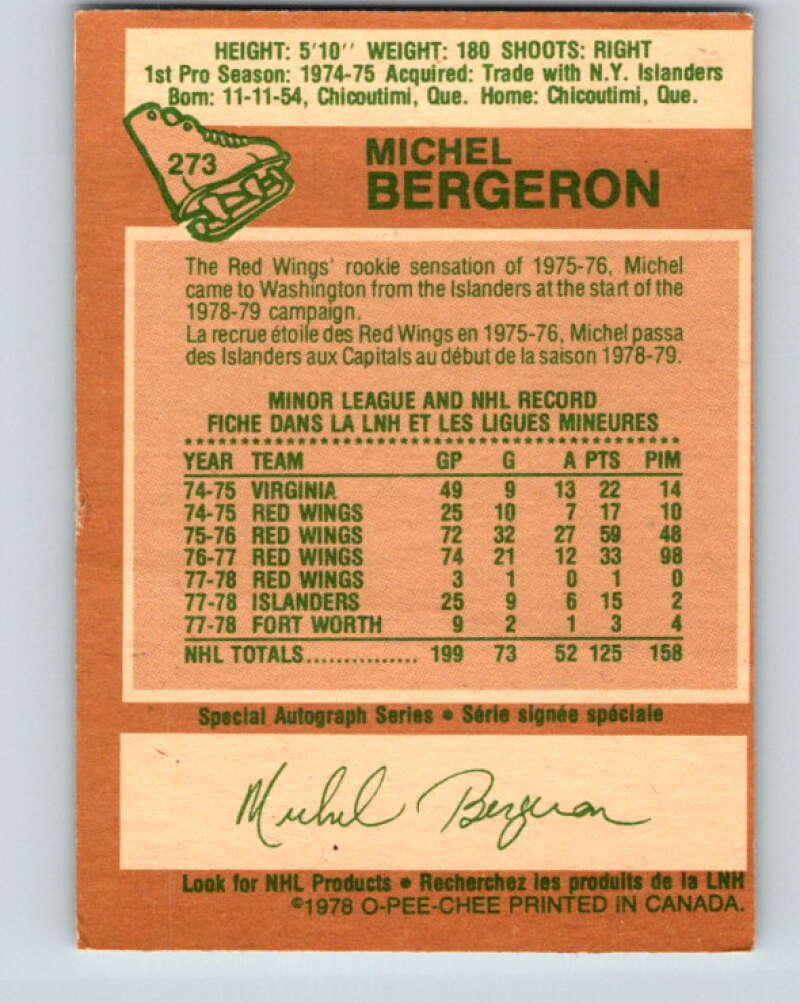 HEIGHT: 5'10'' WEIGHT: 180 SHOOTS: RIGHT
1st Pro Season: 1974-75 Acquired: Trade with N.Y. Islanders
Born: 11-11-54, Chicoutimi, Que. Home: Chicoutimi, Que.
273
MICHEL
BERGERON
The Red Wings' rookie sensation of 1975-76, Michel
came to Washington from the Islanders at the start of the
1978-79 campaign.
La recrue étoile des Red Wings en 1975-76, Michel passa
des Islanders aux Capitals au début de la saison 1978-79.
MINOR LEAGUE AND NHL RECORD
FICHE DANS LA LNH ET LES LIGUES MINEURES
YEAR TEAM GP G A PTS PIM
74-75 VIRGINIA 49 9 13 22 14
74-75 RED WINGS 25 10 7 17 10
75-76 RED WINGS 72 32 27 59 48
76-77 RED WINGS 74 21 12 33 98
77-78 RED WINGS 3 1 0 1 0
77-78 ISLANDERS 25 9 6 15 2
77-78 FORT WORTH 9 2 1 3 4
NHL TOTALS................ 199 73 52 125 158
Special Autograph Series • Série signée spéciale
Michel Bergeron
Look for NHL Products • Recherchez les produits de la LNH
©1978 O-PEE-CHEE PRINTED IN CANADA.